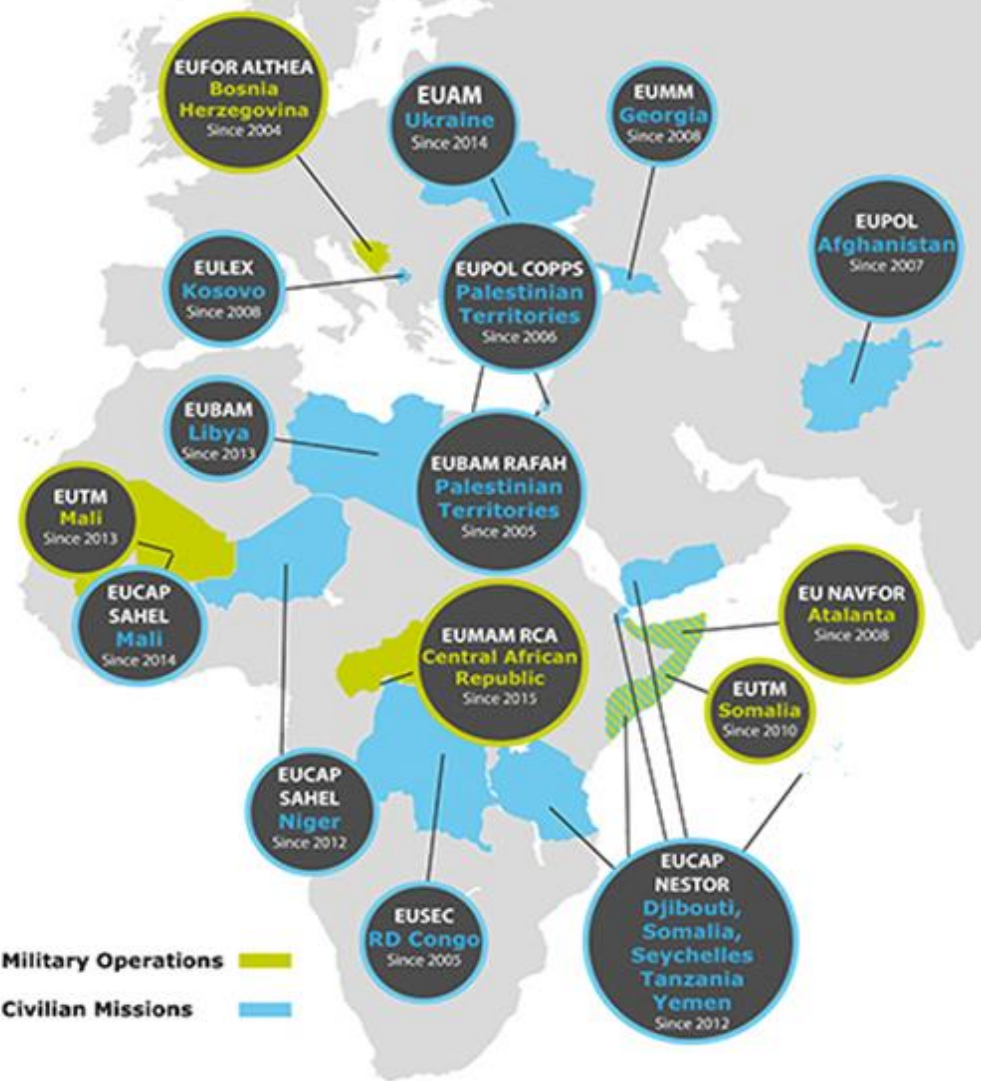 EUFOR ALTHEA
Bosnia
Herzegovina
Since 2004
EUAM
Ukraine
Since 2014
EUMM
Georgia
Since 2008
EUPOL
Afghanistan
Since 2007
EULEX
Kosovo
Since 2008
EUPOL COPPS
Palestinian
Territories
Since 2006
EUBAM
Libya
Since 2013
EUBAM RAFAH
Palestinian
Territories
Since 2005
EUTM
Mali
Since 2013
EUCAP
SAHEL
Mali
Since 2014
EUMAM RCA
Central African
Republic
Since 2015
EU NAVFOR
Atalanta
Since 2008
EUTM
Somalia
Since 2010
EUCAP
SAHEL
Niger
Since 2012
EUSEC
RD Congo
Since 2005
EUCAP
NESTOR
Djibouti,
Somalia,
Seychelles
Tanzania
Yemen
Since 2012
Military Operations
Civilian Missions